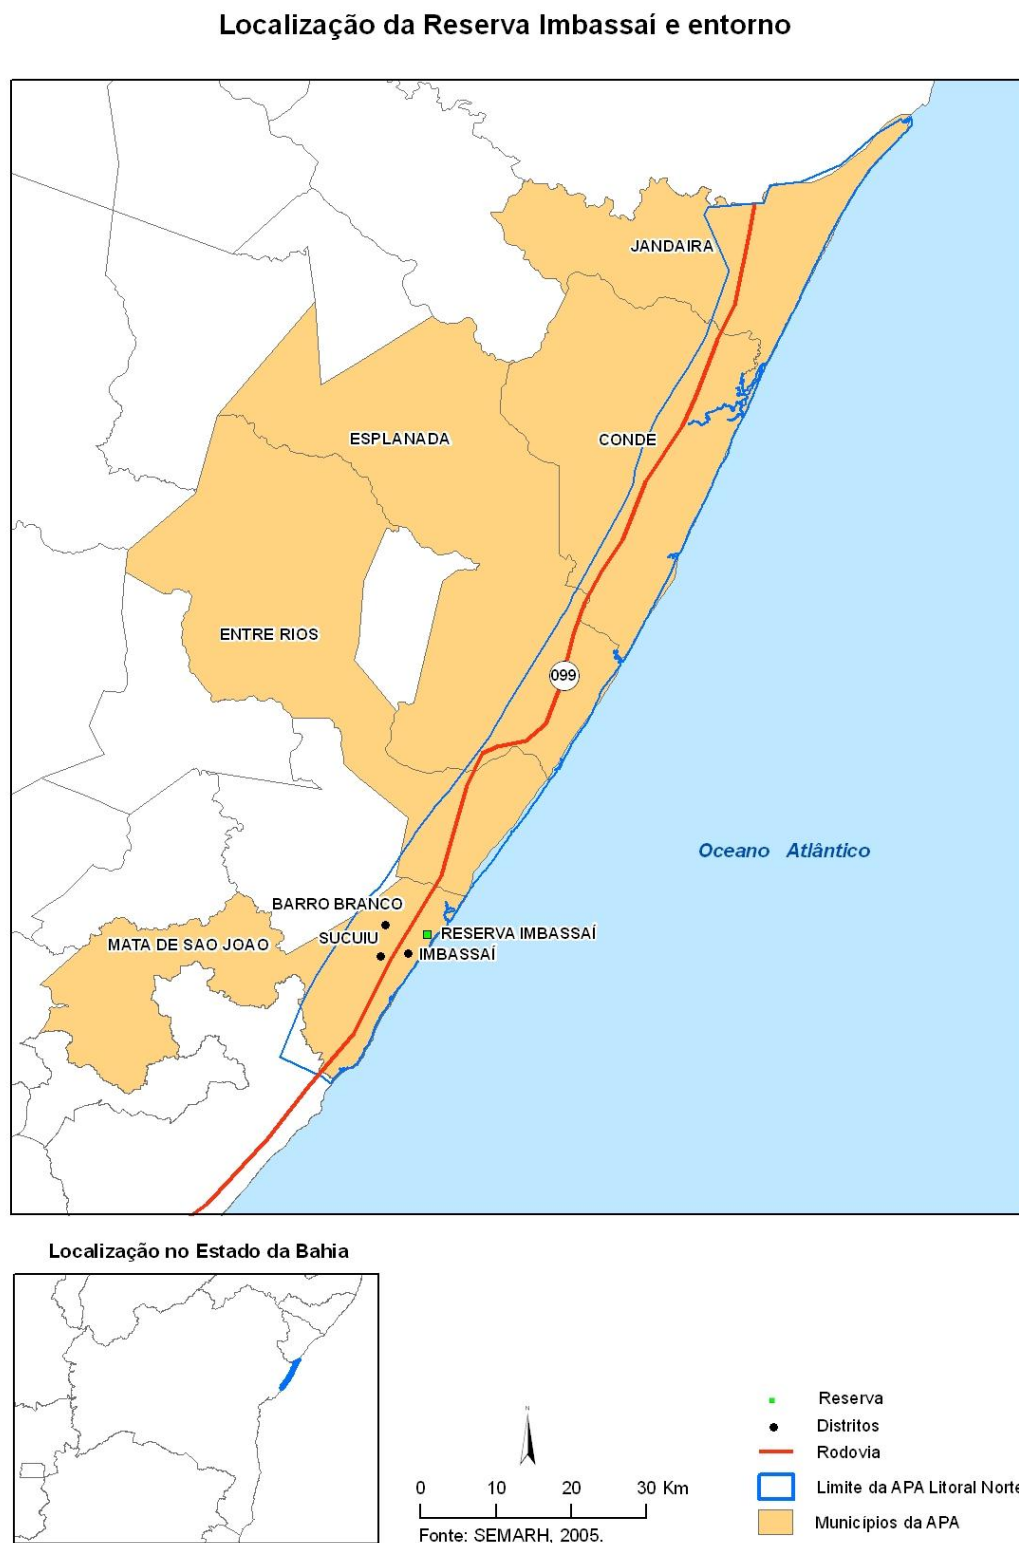 Localização da Reserva Imbassaí e entorno
JANDAIRA
ESPLANADA
CONDE
ENTRE RIOS
099
Oceano Atlântico
BARRO BRANCO
RESERVA IMBASSAÍ
SUCUIU
MATA DE SAO JOAO
IMBASSAÍ
Localização no Estado da Bahia
N
Reserva
Distritos
Rodovia
0 10 20 30 Km
Limite da APA Litoral Norte
Municípios da APA
Fonte: SEMARH, 2005.